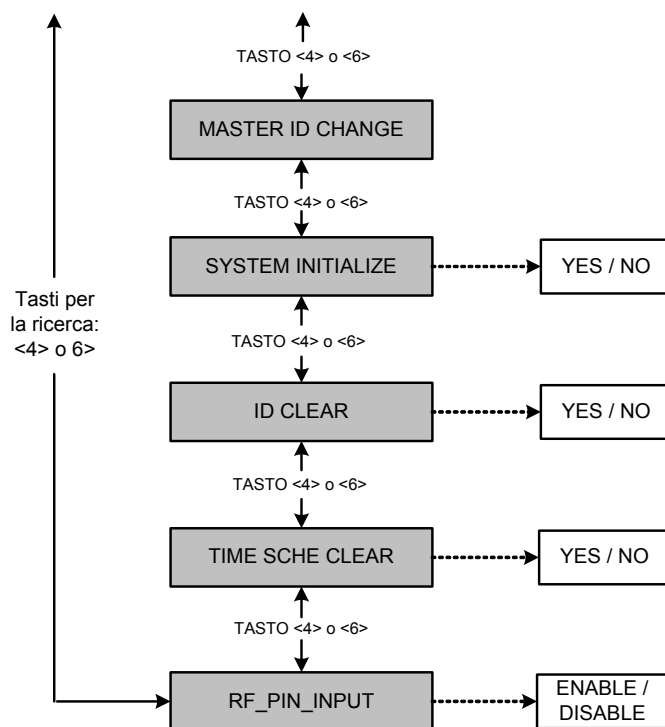 TASTO <4> o <6>
MASTER ID CHANGE
TASTO <4> o <6>
SYSTEM INITIALIZE
YES / NO
Tasti per
la ricerca:
<4> o 6>
TASTO <4> o <6>
ID CLEAR
YES / NO
TASTO <4> o <6>
TIME SCHE CLEAR
YES / NO
TASTO <4> o <6>
RF_PIN_INPUT
ENABLE /
DISABLE